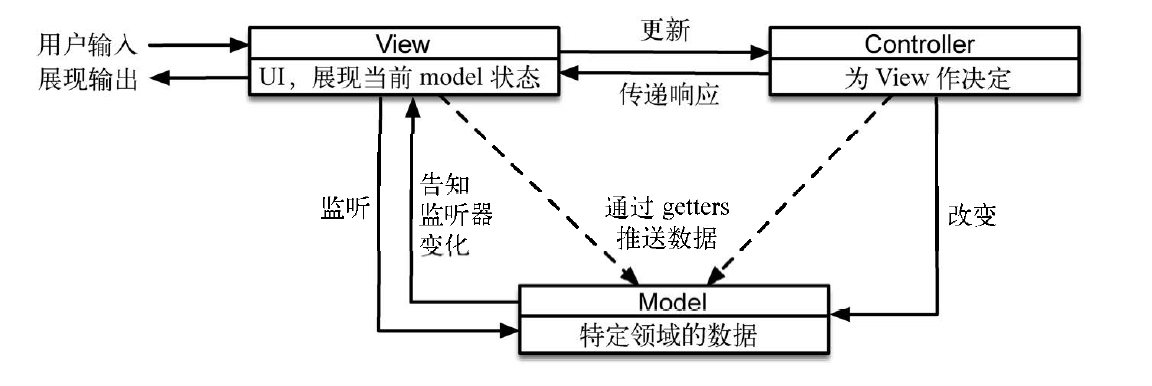 用户输入
展现输出
View
UI，展现当前 model 状态
更新
传递响应
Controller
为 View 作决定
监听
告知
监听器
变化
通过 getters
推送数据
改变
Model
特定领域的数据